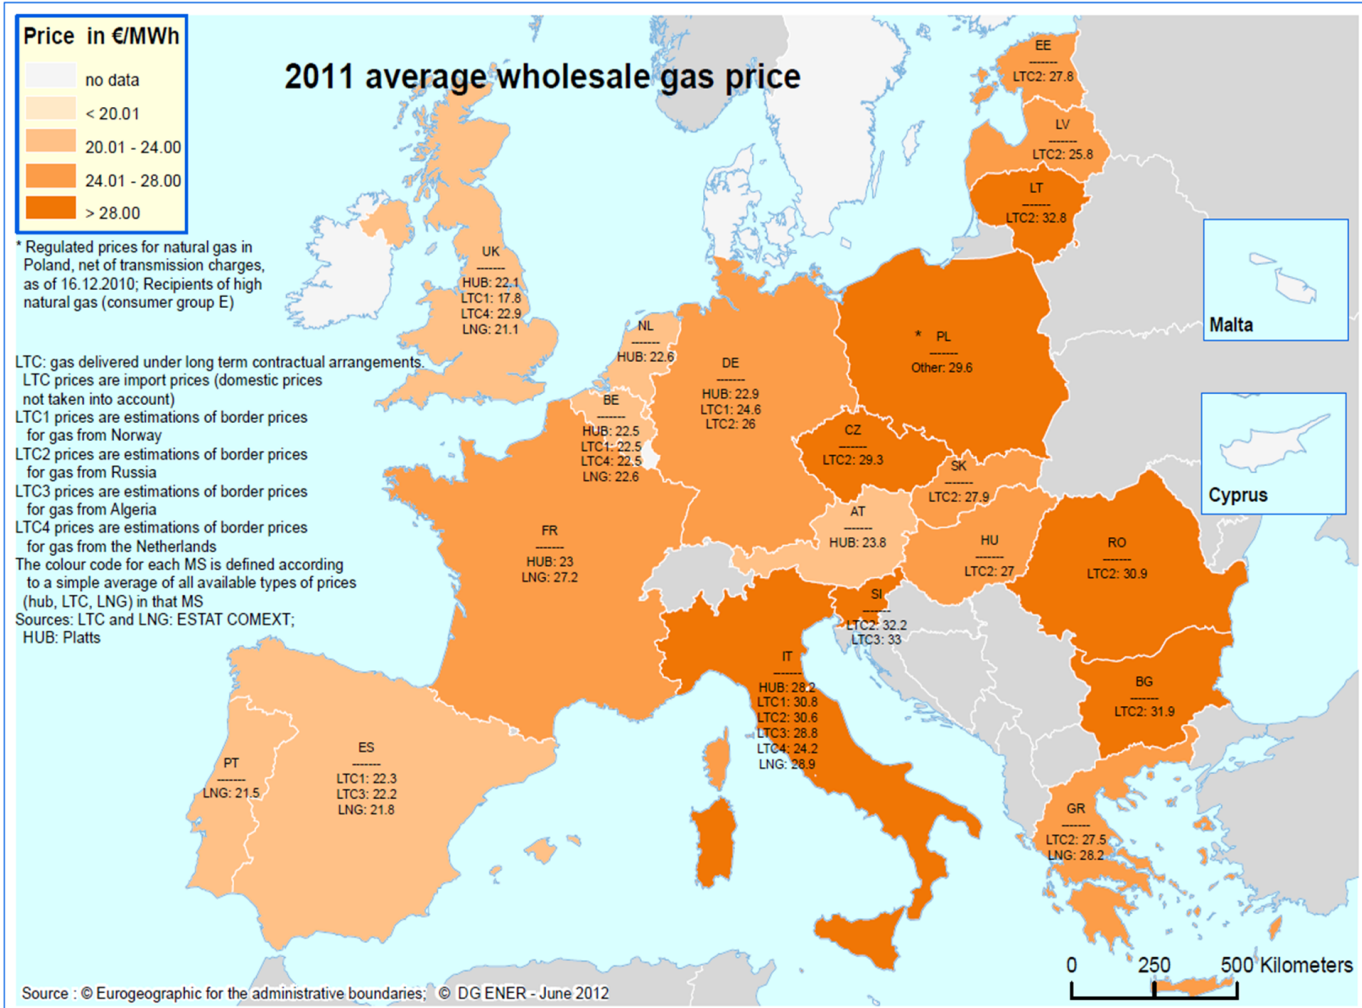 Price in €/MWh
no data
< 20.01
20.01 - 24.00
24.01 - 28.00
> 28.00
2011 average wholesale gas price
* Regulated prices for natural gas in
Poland, net of transmission charges,
as of 16.12.2010; Recipients of high
natural gas (consumer group E)
LTC: gas delivered under long term contractual arrangements.
LTC prices are import prices (domestic prices
not taken into account)
LTC1 prices are estimations of border prices
for gas from Norway
LTC2 prices are estimations of border prices
for gas from Russia
LTC3 prices are estimations of border prices
for gas from Algeria
LTC4 prices are estimations of border prices
for gas from the Netherlands
The colour code for each MS is defined according
to a simple average of all available types of prices
(hub, LTC, LNG) in that MS
Sources: LTC and LNG: ESTAT COMEXT;
HUB: Platts
EE
-------
LTC2: 27.8
LV
-------
LTC2: 25.8
LT
-------
LTC2: 32.8
UK
-------
HUB: 22.1
LTC1: 17.8
LTC4: 22.9
LNG: 21.1
NL
-------
HUB: 22.6
BE
-------
HUB: 22.5
LTC1: 22.5
LTC4: 22.5
LNG: 22.6
DE
-------
HUB: 22.9
LTC1: 24.6
LTC2: 26
* PL
-------
Other: 29.6
CZ
-------
LTC2: 29.3
SK
-------
LTC2: 27.9
AT
-------
HUB: 23.8
HU
-------
LTC2: 27
RO
-------
LTC2: 30.9
FR
-------
HUB: 23
LNG: 27.2
SI
-------
LTC2: 32.2
LTC3: 33
IT
-------
HUB: 28.2
LTC1: 30.8
LTC2: 30.6
LTC3: 28.8
LTC4: 24.2
LNG: 28.9
BG
-------
LTC2: 31.9
PT
-------
LNG: 21.5
ES
-------
LTC1: 22.3
LTC3: 22.2
LNG: 21.8
GR
-------
LTC2: 27.5
LNG: 28.2
Malta
Cyprus
0 250 500 Kilometers
Source : © Eurogeographic for the administrative boundaries; © DG ENER - June 2012